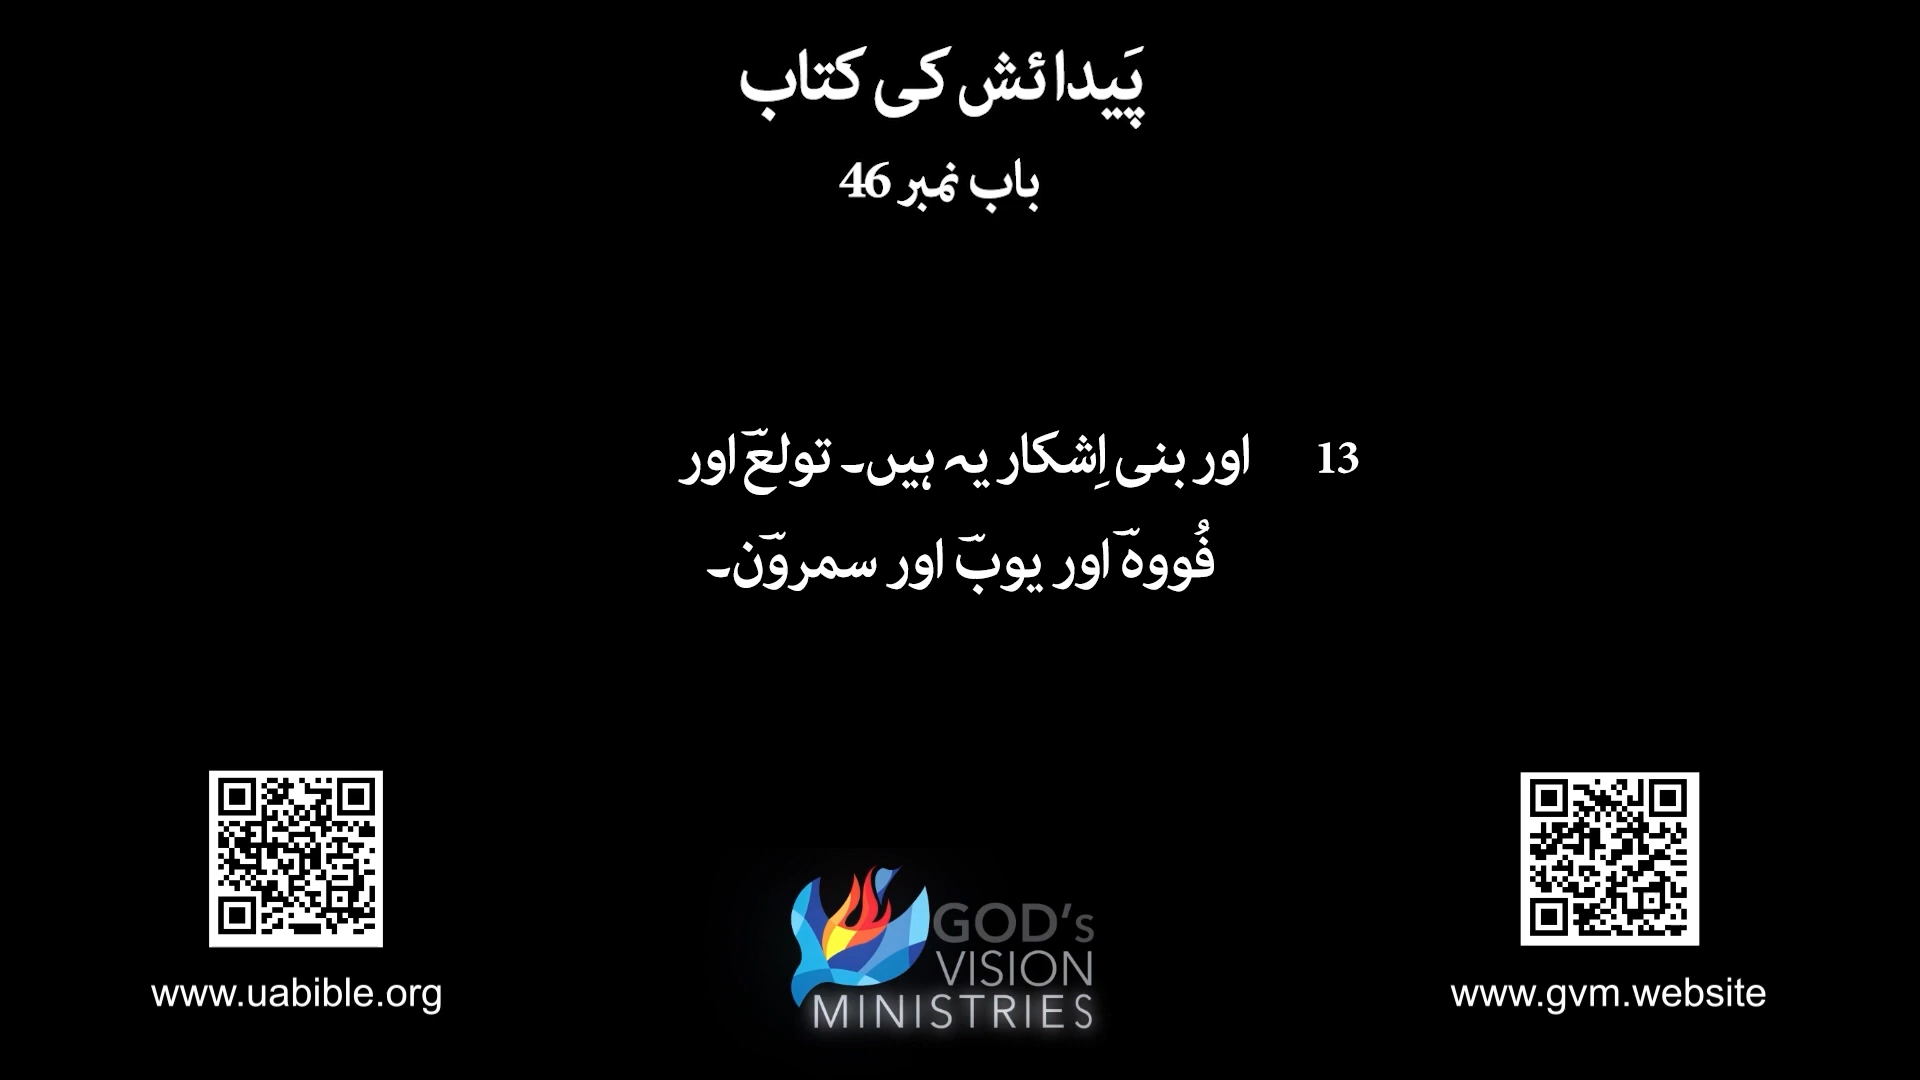 پَیدائش کی کتاب
باب نمبر 46
13 اور بنی اِشکار یہ ہیں۔ تولعؔ اور
فُووہؔ اور یوبؔ اور سمروؔن۔
www.uabible.org
GOD's
VISION
MINISTRIES
www.gvm.website